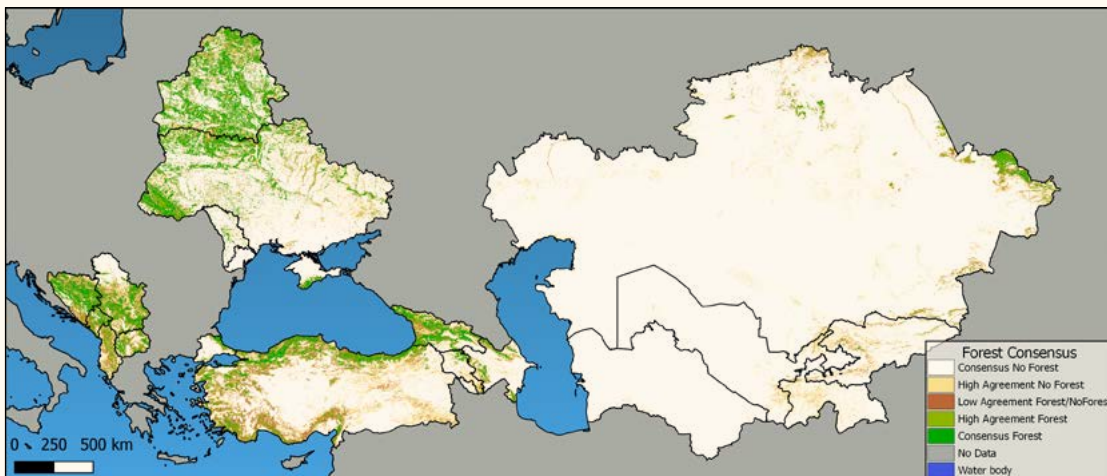 Forest Consensus
Consensus No Forest
High Agreement No Forest
Low Agreement Forest/NoFores
High Agreement Forest
Consensus Forest
No Data
Water body
0 250 500 km